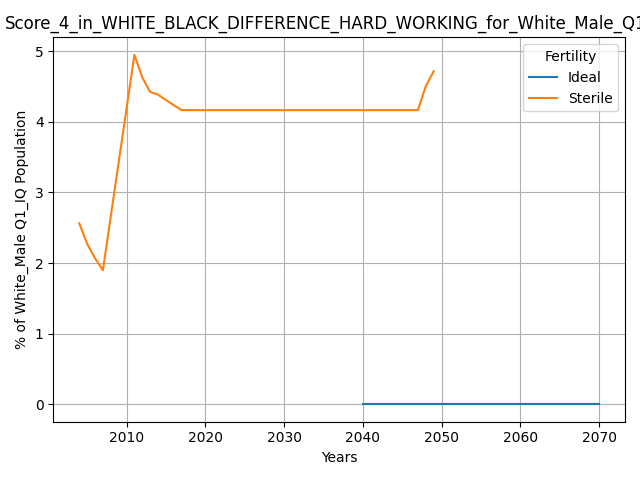 Score_4_in_WHITE_BLACK_DIFFERENCE_HARD_WORKING_for_White_Male_Q1
Fertility
Ideal
Sterile
% of White_Male Q1_IQ Population
5
4
3
2
1
0
2010 2020 2030 2040 2050 2060 2070
Years